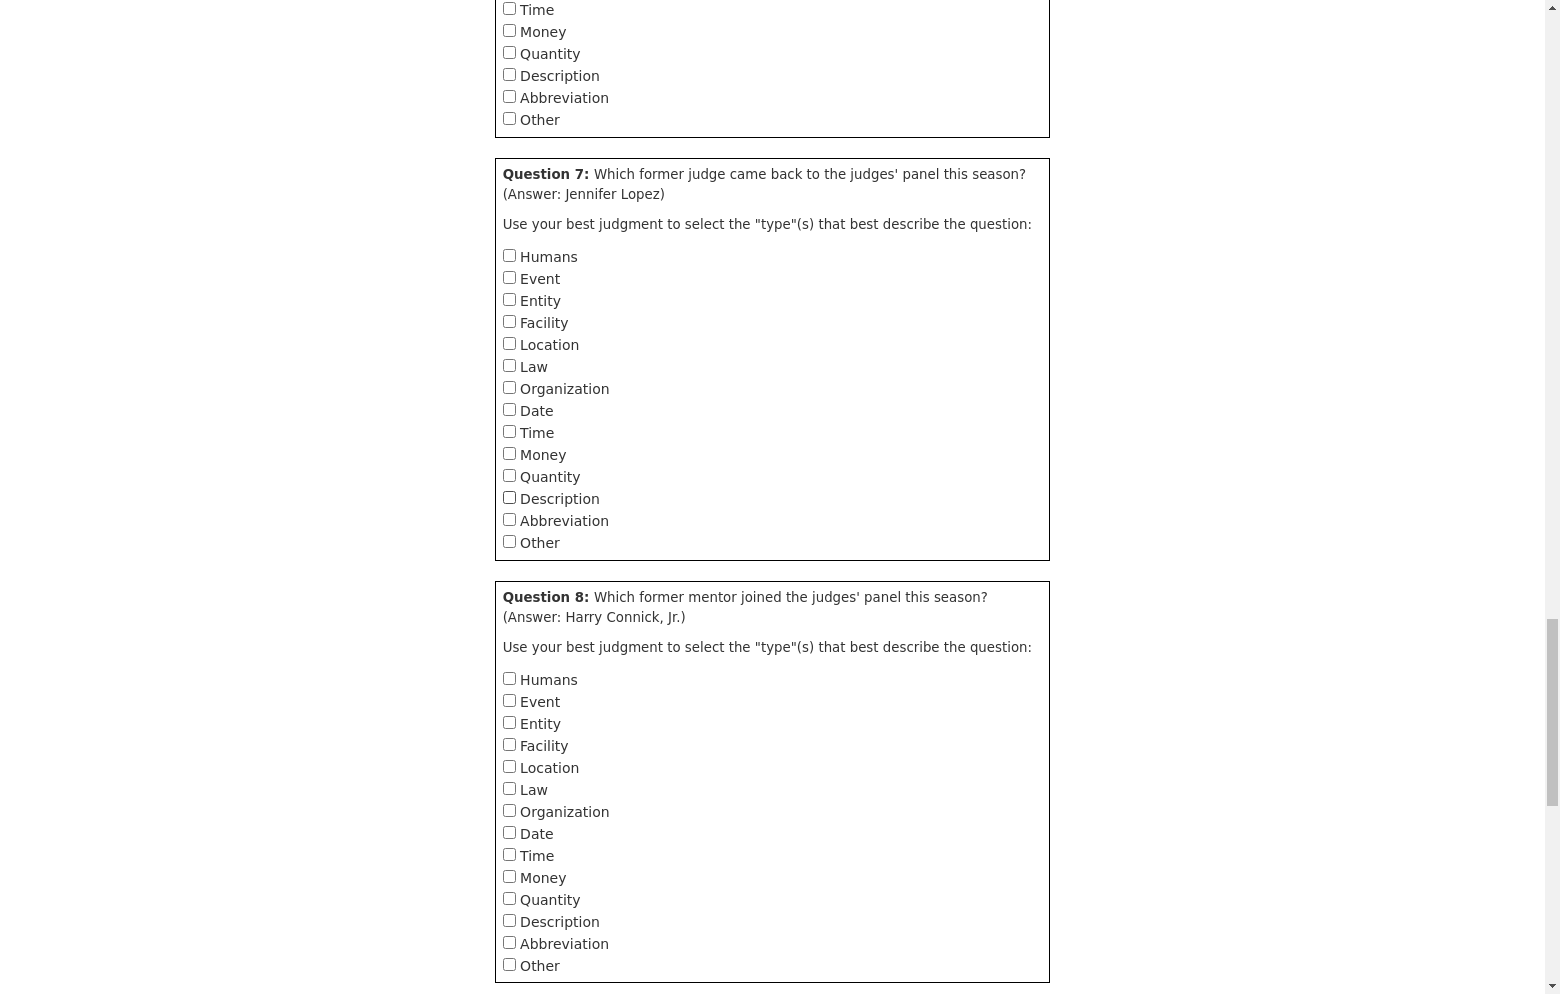 Time
Money
Quantity
Description
Abbreviation
Other
Question 7: Which former judge came back to the judges' panel this season?
(Answer: Jennifer Lopez)
Use your best judgment to select the "type"(s) that best describe the question:
Humans
Event
Entity
Facility
Location
Law
Organization
Date
Time
Money
Quantity
Description
Abbreviation
Other
Question 8: Which former mentor joined the judges' panel this season?
(Answer: Harry Connick, Jr.)
Use your best judgment to select the "type"(s) that best describe the question:
Humans
Event
Entity
Facility
Location
Law
Organization
Date
Time
Money
Quantity
Description
Abbreviation
Other